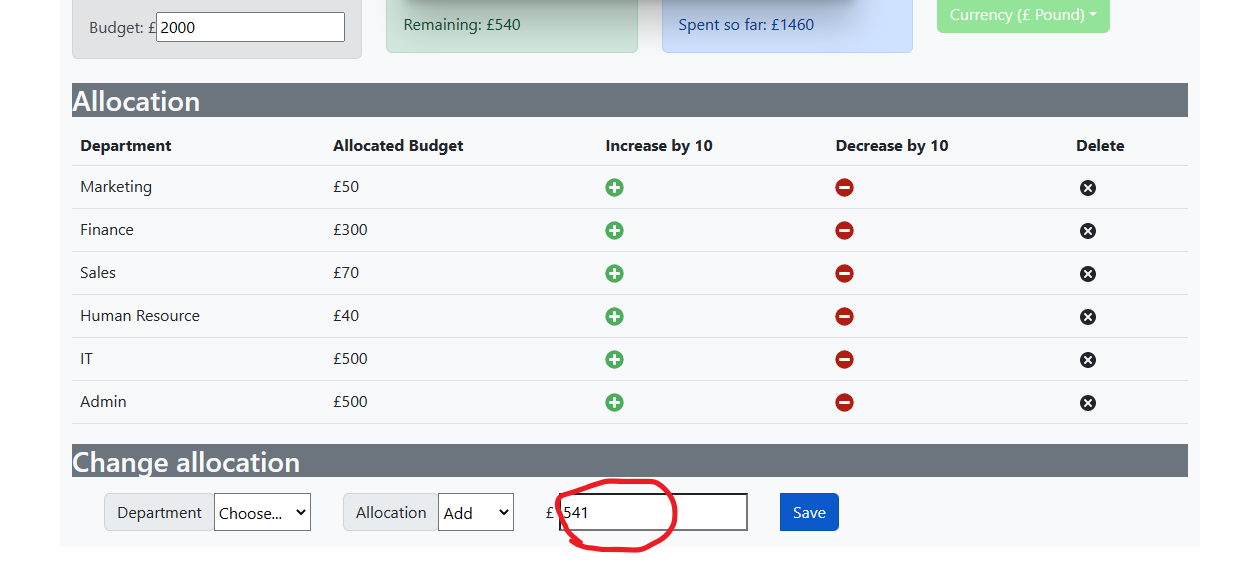 Budget: £ 2000
Remaining: £540
Spent so far: £1460
Currency (£ Pound)
Allocation
Department Allocated Budget Increase by 10 Decrease by 10 Delete
Marketing £50
Finance £300
Sales £70
Human Resource £40
IT £500
Admin £500
Change allocation
Department Choose... Allocation Add £ 541 Save